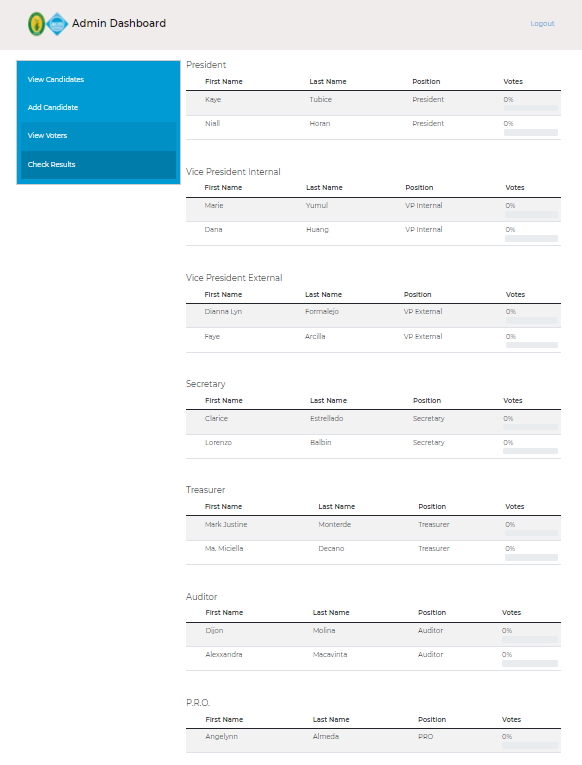 Admin Dashboard
Logout
View Candidates
Add Candidate
View Voters
Check Results
President
First Name Last Name Position Votes
Kaye Tubice President 0%
Niall Horan President 0%
Vice President Internal
First Name Last Name Position Votes
Marie Yumul VP Internal 0%
Dana Huang VP Internal 0%
Vice President External
First Name Last Name Position Votes
Dianna Lyn Formalejo VP External 0%
Faye Arcilla VP External 0%
Secretary
First Name Last Name Position Votes
Clarice Estrellado Secretary 0%
Lorenzo Balbin Secretary 0%
Treasurer
First Name Last Name Position Votes
Mark Justine Monterde Treasurer 0%
Ma. Miciella Decano Treasurer 0%
Auditor
First Name Last Name Position Votes
Dijon Molina Auditor 0%
Alexxandra Macavinta Auditor 0%
P.R.O.
First Name Last Name Position Votes
Angelynn Almeda PRO 0%